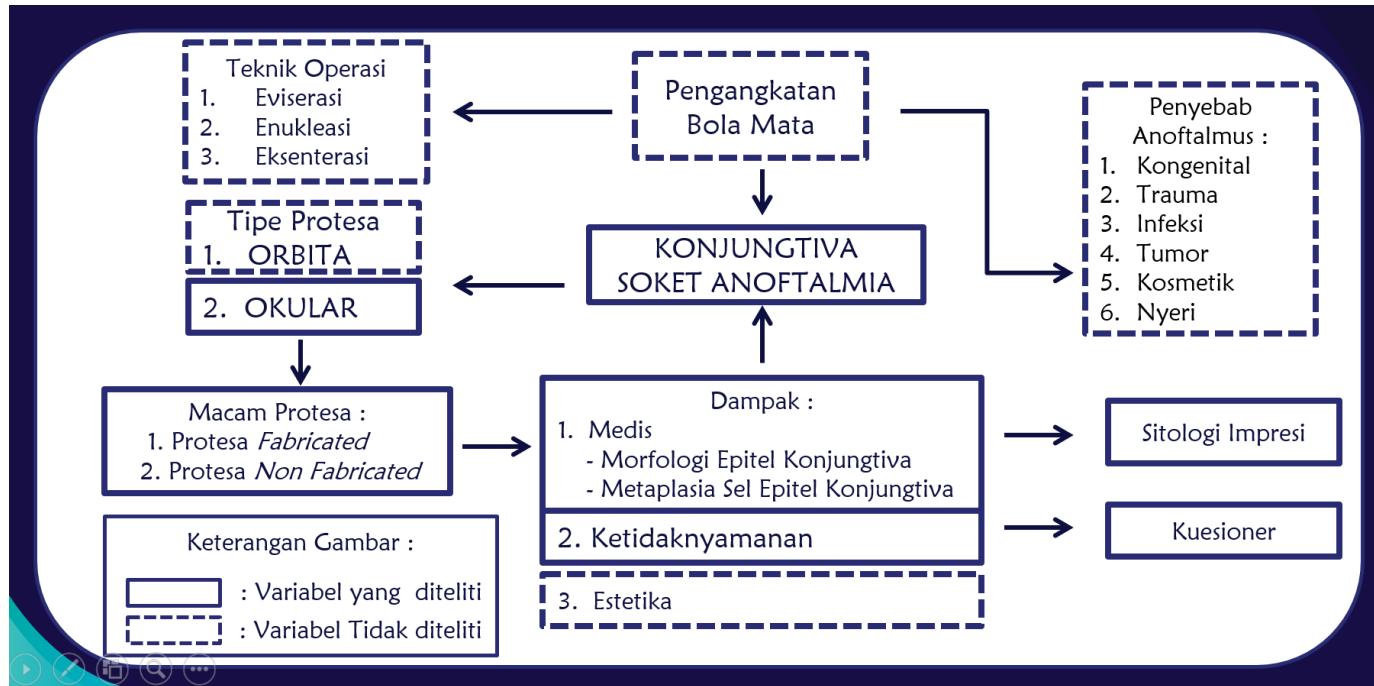 Teknik Operasi
1. Eviserasi
2. Enukleasi
3. Eksenterasi
Pengangkatan
Bola Mata
Penyebab
Anoftalmus :
1. Kongenital
2. Trauma
3. Infeksi
4. Tumor
5. Kosmetik
6. Nyeri
Tipe Protesa
1. ORBITA
2. OKULAR
KONJUNGTIVA
SOKET ANOFTALMIA
Macam Protesa :
1. Protesa Fabricated
2. Protesa Non Fabricated
Dampak :
1. Medis
- Morfologi Epitel Konjungtiva
- Metaplasia Sel Epitel Konjungtiva
2. Ketidaknyamanan
3. Estetika
Sitologi Impresi
Kuesioner
Keterangan Gambar :
: Variabel yang diteliti
: Variabel Tidak diteliti